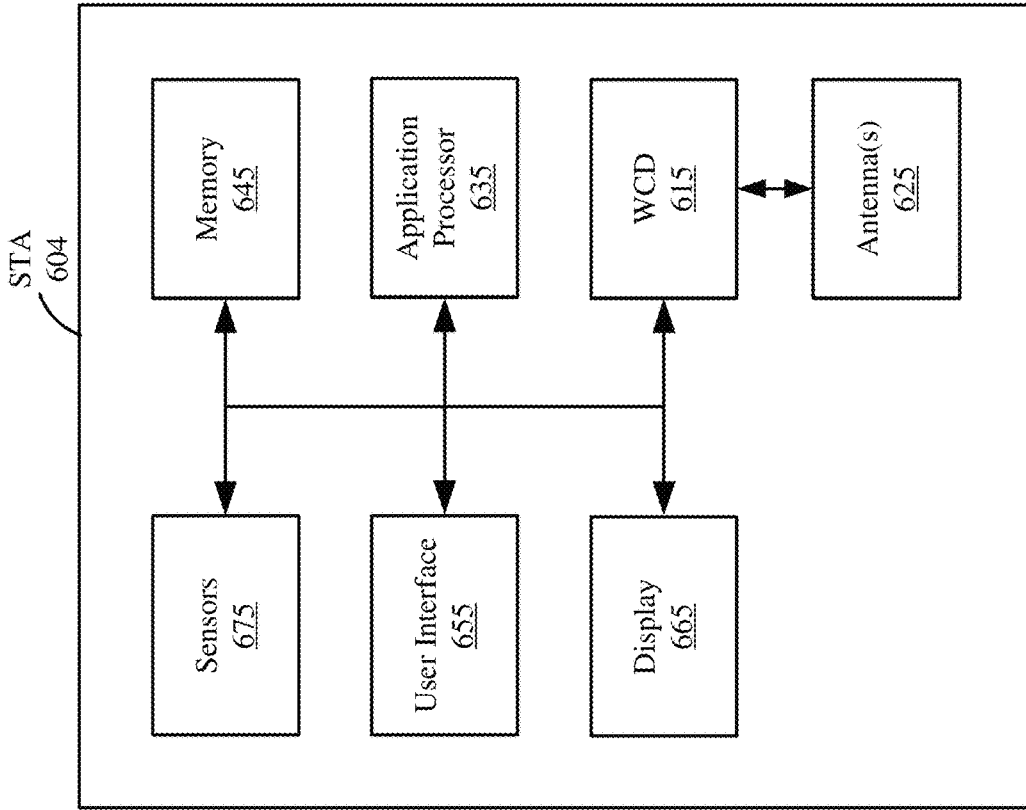 STA
604
Sensors
675
Memory
645
User Interface
655
Application
Processor
635
Display
665
WCD
615
Antenna(s)
625